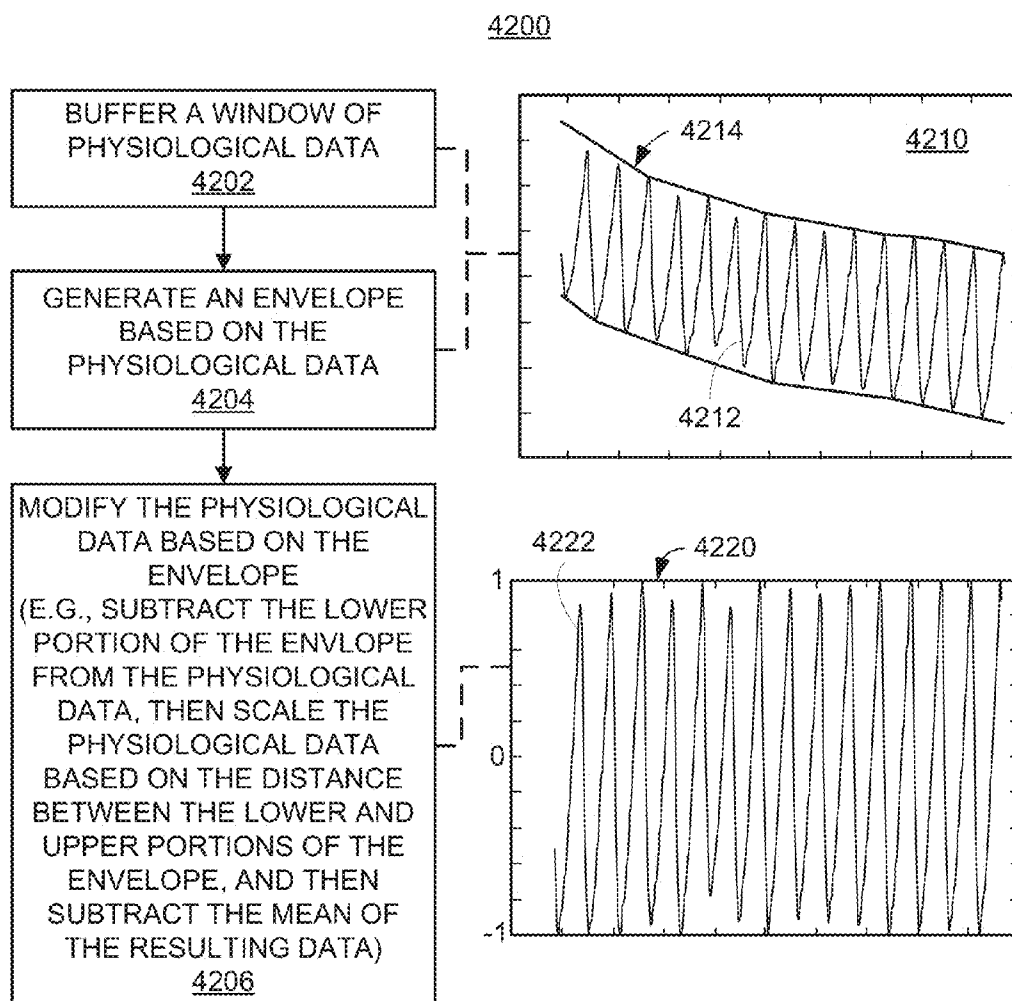 4200
BUFFER A WINDOW OF
PHYSIOLOGICAL DATA
4202
GENERATE AN ENVELOPE
BASED ON THE
PHYSIOLOGICAL DATA
4204
MODIFY THE PHYSIOLOGICAL
DATA BASED ON THE
ENVELOPE
(E.G., SUBTRACT THE LOWER
PORTION OF THE ENVLOPE
FROM THE PHYSIOLOGICAL
DATA, THEN SCALE THE
PHYSIOLOGICAL DATA
BASED ON THE DISTANCE
BETWEEN THE LOWER AND
UPPER PORTIONS OF THE
ENVELOPE, AND THEN
SUBTRACT THE MEAN OF
THE RESULTING DATA)
4206
4214
4210
4212
4222
4220
1
0
-1